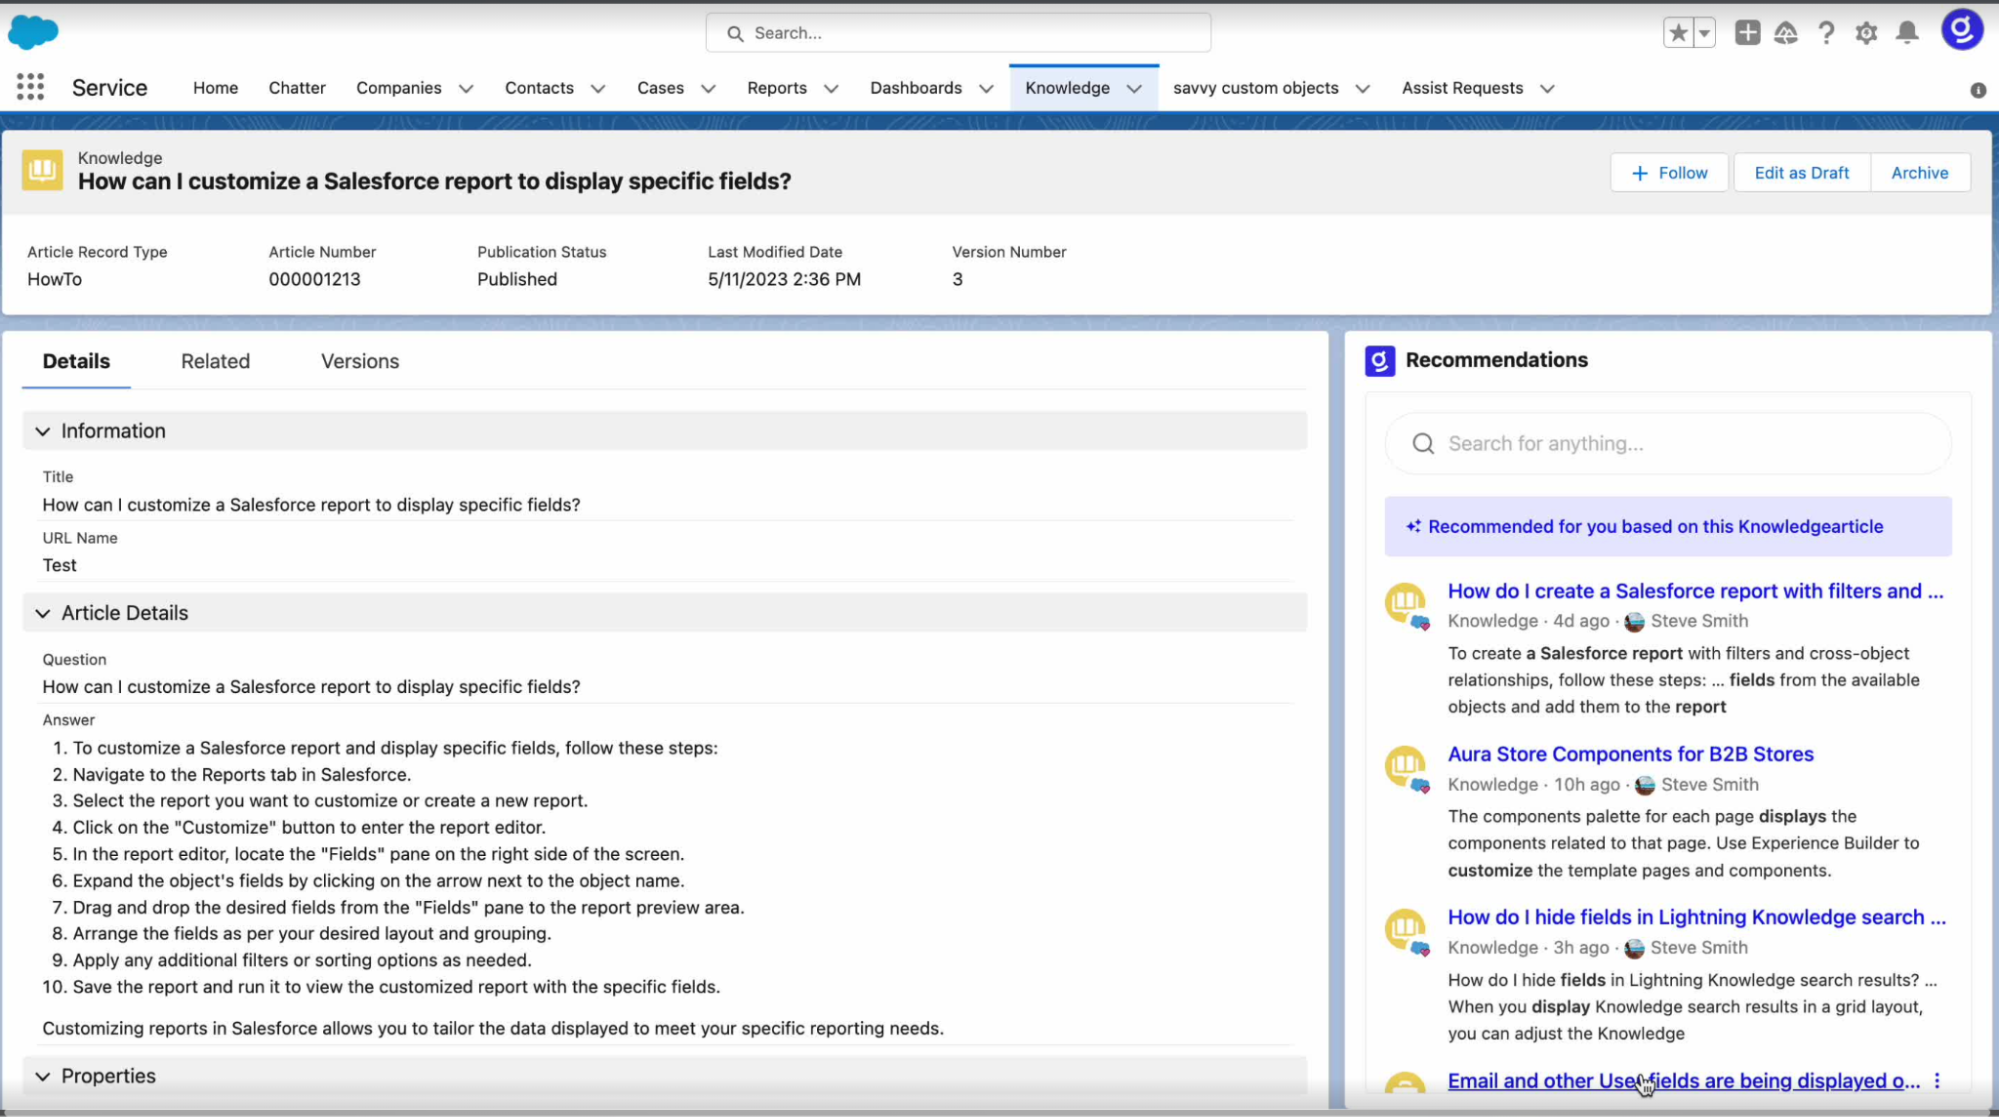 Search...
Service
Home
Chatter
Companies
Contacts
Cases
Reports
Dashboards
Knowledge
savvy custom objects
Assist Requests
Knowledge
How can I customize a Salesforce report to display specific fields?
Follow
Edit as Draft
Archive
Article Record Type
HowTo
Article Number
000001213
Publication Status
Published
Last Modified Date
5/11/2023 2:36 PM
Version Number
3
Details
Related
Versions
Information
Title
How can I customize a Salesforce report to display specific fields?
URL Name
Test
Article Details
Question
How can I customize a Salesforce report to display specific fields?
Answer
1. To customize a Salesforce report and display specific fields, follow these steps:
2. Navigate to the Reports tab in Salesforce.
3. Select the report you want to customize or create a new report.
4. Click on the "Customize" button to enter the report editor.
5. In the report editor, locate the "Fields" pane on the right side of the screen.
6. Expand the object's fields by clicking on the arrow next to the object name.
7. Drag and drop the desired fields from the "Fields" pane to the report preview area.
8. Arrange the fields as per your desired layout and grouping.
9. Apply any additional filters or sorting options as needed.
10. Save the report and run it to view the customized report with the specific fields.
Customizing reports in Salesforce allows you to tailor the data displayed to meet your specific reporting needs.
Properties
Recommendations
Search for anything...
Recommended for you based on this Knowledgearticle
How do I create a Salesforce report with filters and ...
Knowledge · 4d ago · Steve Smith
To create a Salesforce report with filters and cross-object
relationships, follow these steps: ... fields from the available
objects and add them to the report
Aura Store Components for B2B Stores
Knowledge · 10h ago · Steve Smith
The components palette for each page displays the
components related to that page. Use Experience Builder to
customize the template pages and components.
How do I hide fields in Lightning Knowledge search ...
Knowledge · 3h ago · Steve Smith
How do I hide fields in Lightning Knowledge search results? ...
When you display Knowledge search results in a grid layout,
you can adjust the Knowledge
Email and other User fields are being displayed o...